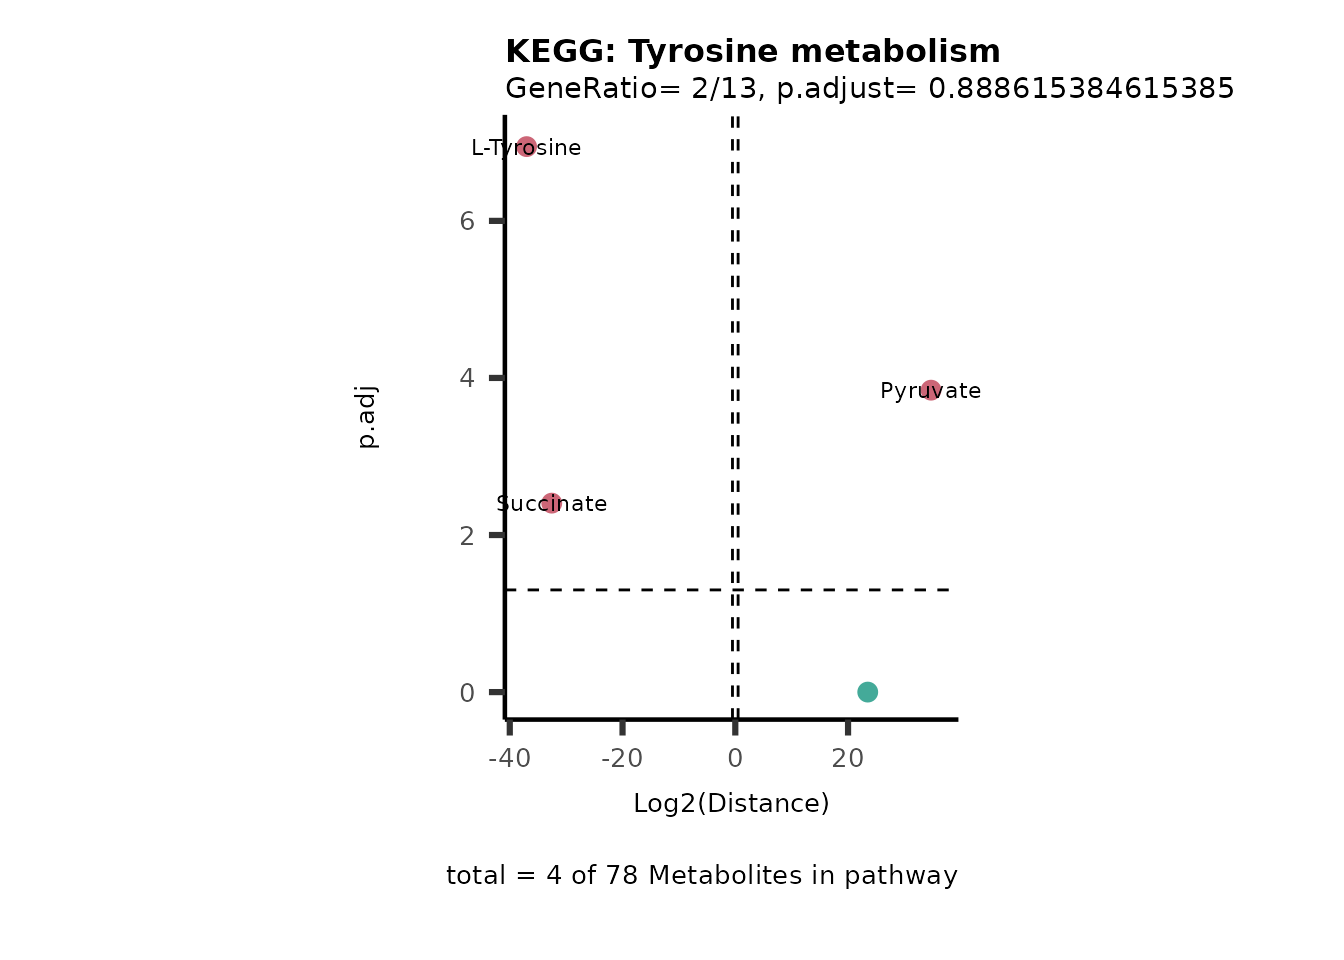 KEGG: Tyrosine metabolism
GeneRatio= 2/13, p.adjust= 0.888615384615385
L-Tyrosine
6
4
Pyruvate
p.adj
Succinate
2
0
-40 -20 0 20
Log2(Distance)
total = 4 of 78 Metabolites in pathway